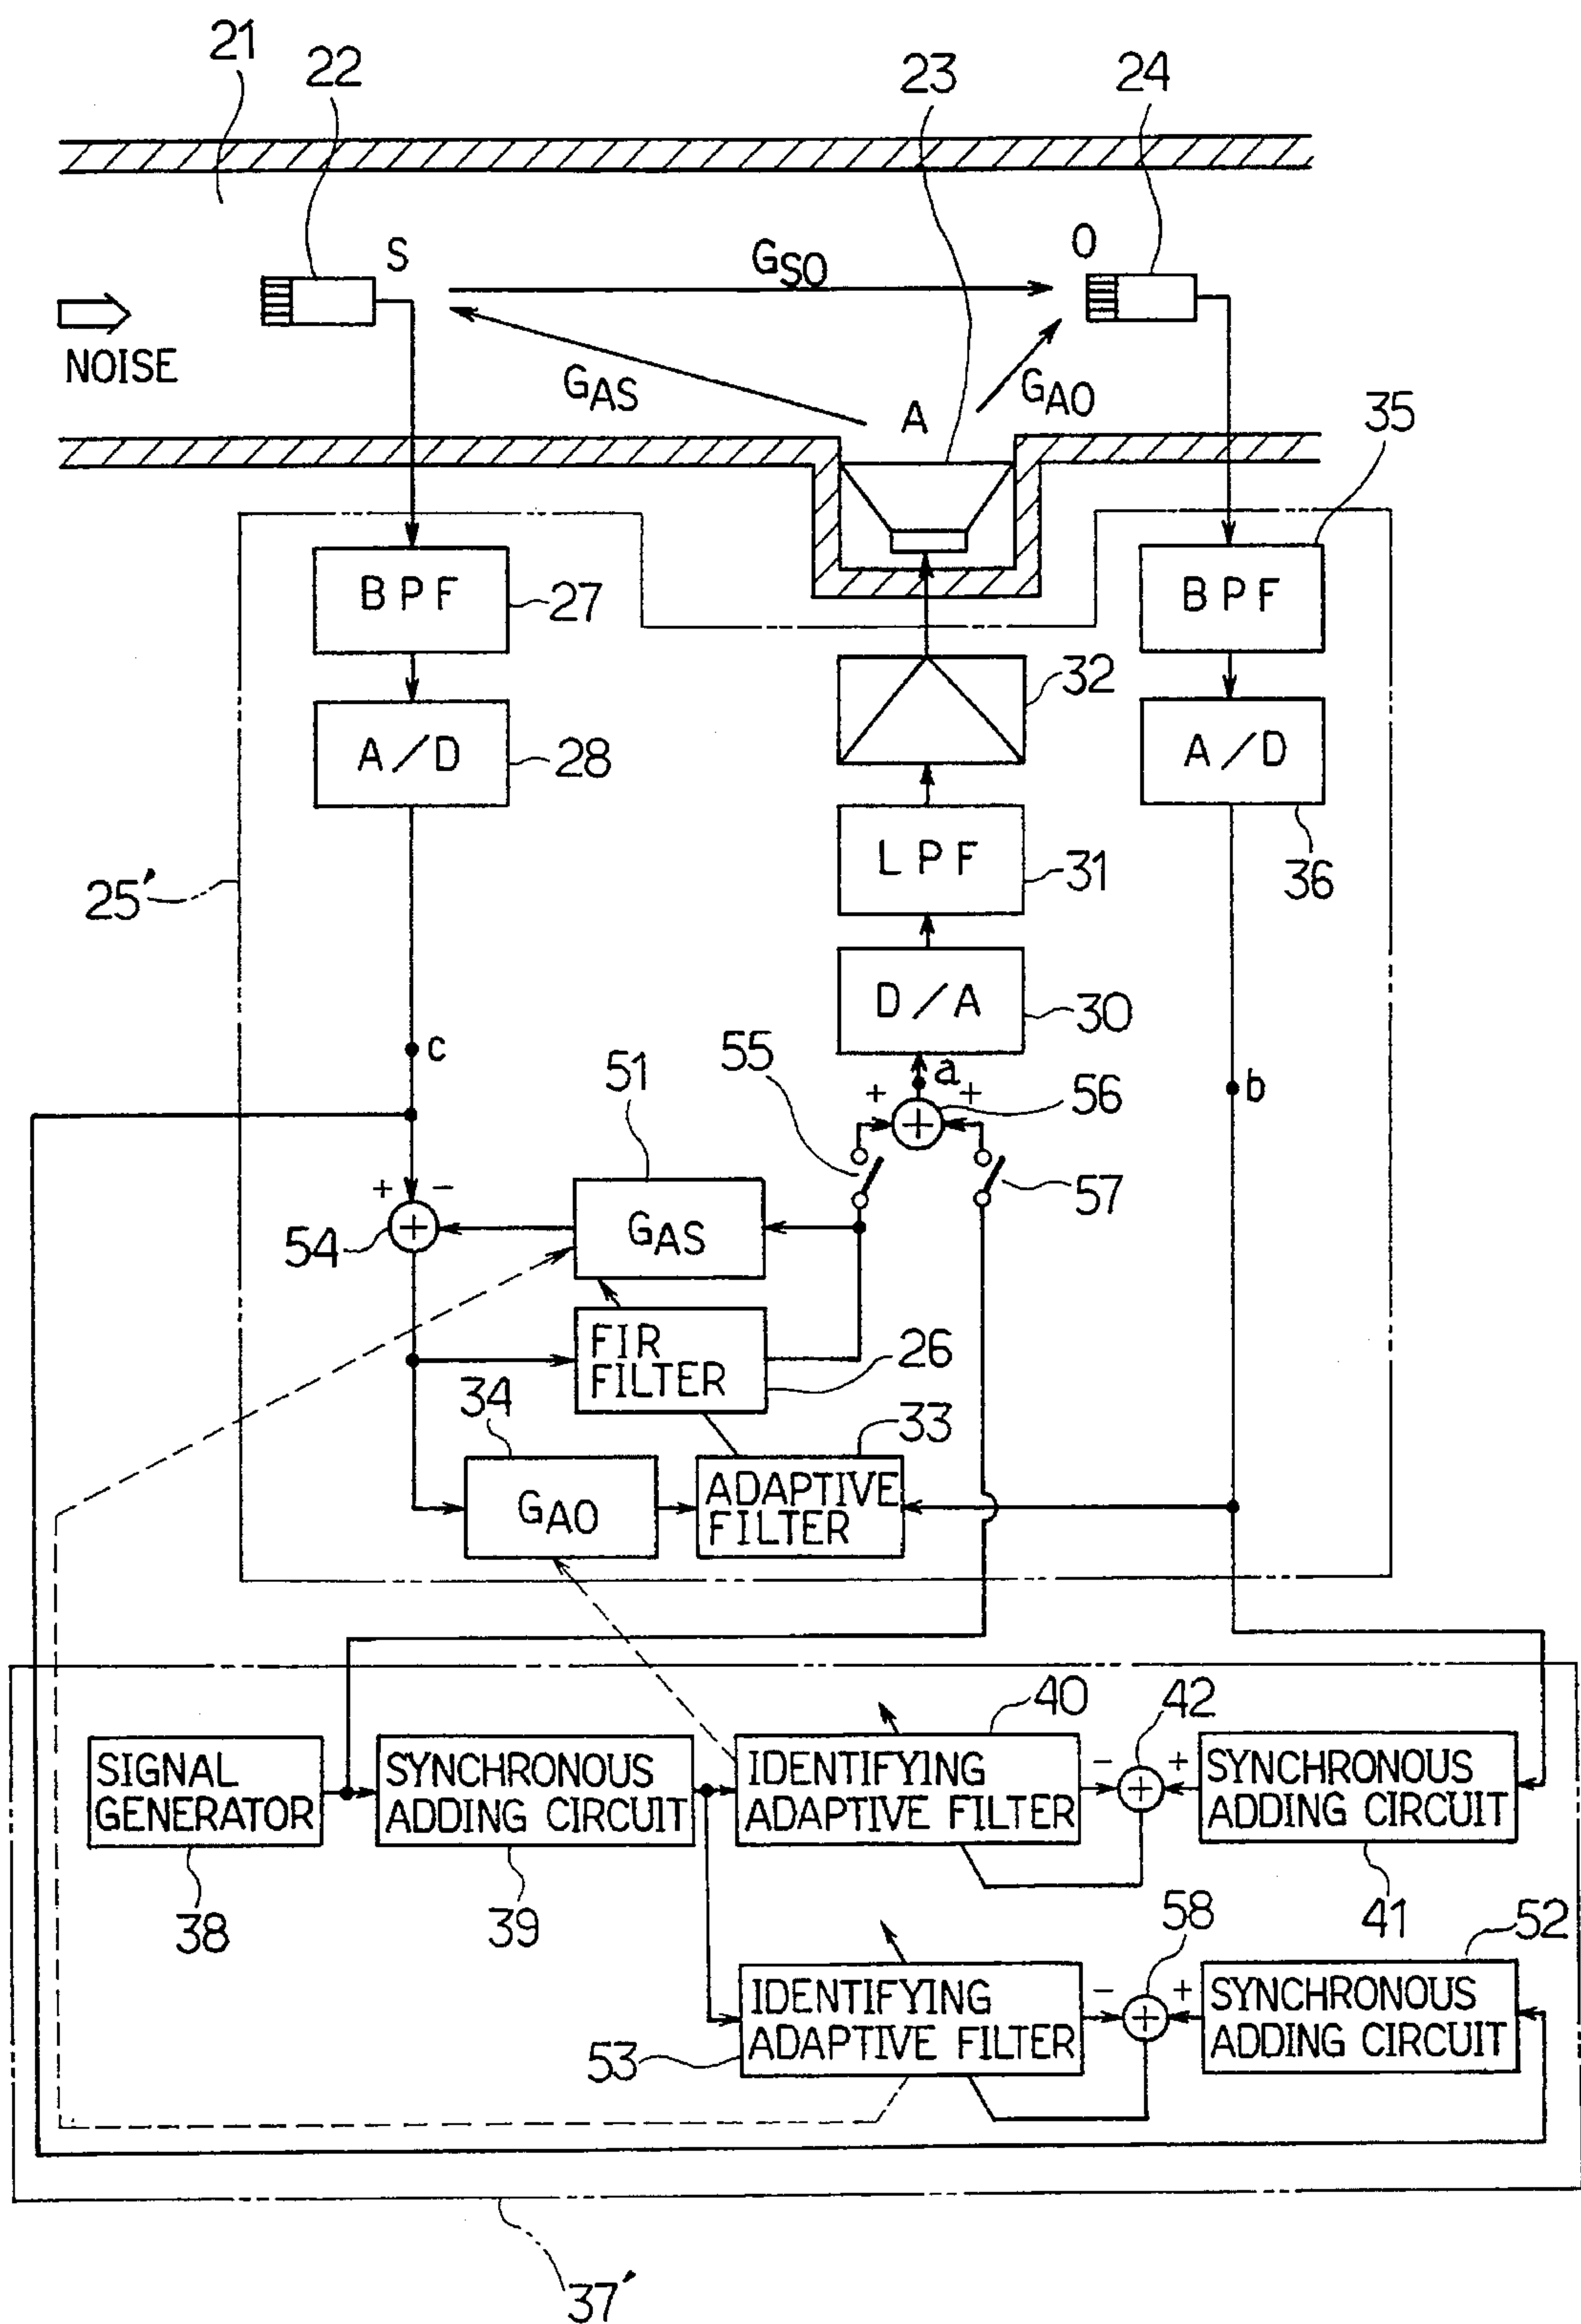 21
22
23
24
S
GSO
O
NOISE
GAS
A
GAO
35
BPF
27
BPF
32
A/D
28
A/D
LPF
31
36
25'
D/A
30
c
a
b
51
55
+ +
+
56
57
+ -
+
54
GAS
FIR
FILTER
26
34
33
GAO
ADAPTIVE
FILTER
40
42
SIGNAL
GENERATOR
SYNCHRONOUS
ADDING CIRCUIT
IDENTIFYING
ADAPTIVE FILTER
- +
+
SYNCHRONOUS
ADDING CIRCUIT
38
39
41
58
52
IDENTIFYING
ADAPTIVE FILTER
- +
+
SYNCHRONOUS
ADDING CIRCUIT
53
37'